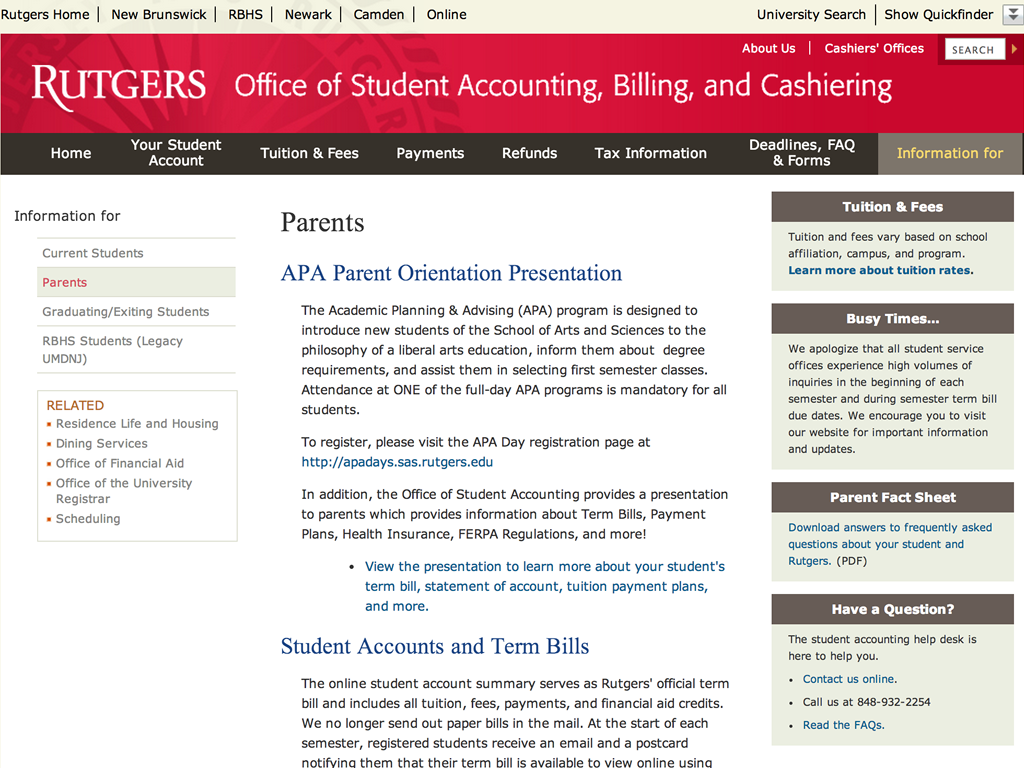 Rutgers Home | New Brunswick | RBHS | Newark | Camden | Online
University Search | Show Quickfinder
About Us | Cashiers' Offices
SEARCH
RUTGERS Office of Student Accounting, Billing, and Cashiering
Home
Your Student
Account
Tuition & Fees
Payments
Refunds
Tax Information
Deadlines, FAQ
& Forms
Information for
Information for
Current Students
Parents
Graduating/Exiting Students
RBHS Students (Legacy
UMDNJ)
RELATED
Residence Life and Housing
Dining Services
Office of Financial Aid
Office of the University
Registrar
Scheduling
Parents
APA Parent Orientation Presentation
The Academic Planning & Advising (APA) program is designed to
introduce new students of the School of Arts and Sciences to the
philosophy of a liberal arts education, inform them about degree
requirements, and assist them in selecting first semester classes.
Attendance at ONE of the full-day APA programs is mandatory for all
students.
To register, please visit the APA Day registration page at
http://apadays.sas.rutgers.edu
In addition, the Office of Student Accounting provides a presentation
to parents which provides information about Term Bills, Payment
Plans, Health Insurance, FERPA Regulations, and more!
• View the presentation to learn more about your student's
term bill, statement of account, tuition payment plans,
and more.
Student Accounts and Term Bills
The online student account summary serves as Rutgers' official term
bill and includes all tuition, fees, payments, and financial aid credits.
We no longer send out paper bills in the mail. At the start of each
semester, registered students receive an email and a postcard
notifying them that their term bill is available to view online using
Tuition & Fees
Tuition and fees vary based on school
affiliation, campus, and program.
Learn more about tuition rates.
Busy Times...
We apologize that all student service
offices experience high volumes of
inquiries in the beginning of each
semester and during semester term bill
due dates. We encourage you to visit
our website for important information
and updates.
Parent Fact Sheet
Download answers to frequently asked
questions about your student and
Rutgers. (PDF)
Have a Question?
The student accounting help desk is
here to help you.
• Contact us online.
• Call us at 848-932-2254
• Read the FAQs.